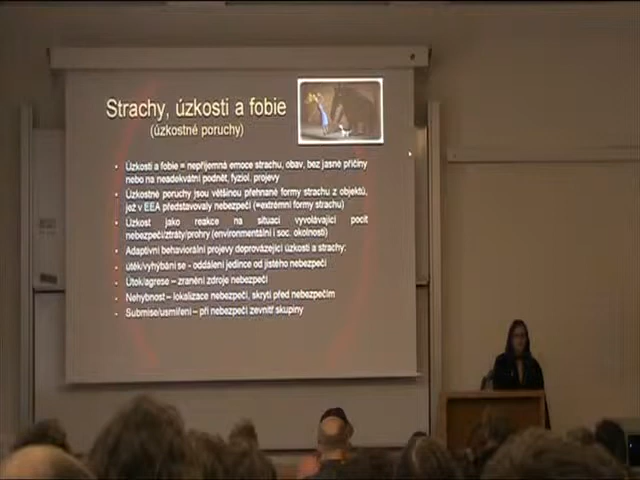 Strachy, úzkosti a fobie
(úzkostné poruchy)
Úzkosti a fobie = nepříjemná emoce strachu, obav, bez jasné příčiny
nebo na neadekvátní podnět, fyziol. projevy
Úzkostné poruchy jsou většinou přehnané formy strachu z objektů,
jež v EEA představovaly nebezpečí (=extrémní formy strachu)
Úzkost jako reakce na situaci vyvolávající pocit
nebezpečí/ztráty/prohry (environmentální i soc. okolnosti)
Adaptivní behaviorální projevy doprovázející úzkosti a strachy:
útěk/vyhýbání se - oddálení jedince od jistého nebezpečí
Útok/agrese – zranění zdroje nebezpečí
Nehybnost – lokalizace nebezpečí, skrytí před nebezpečím
Submise/usmíření – při nebezpečí zevnitř skupiny